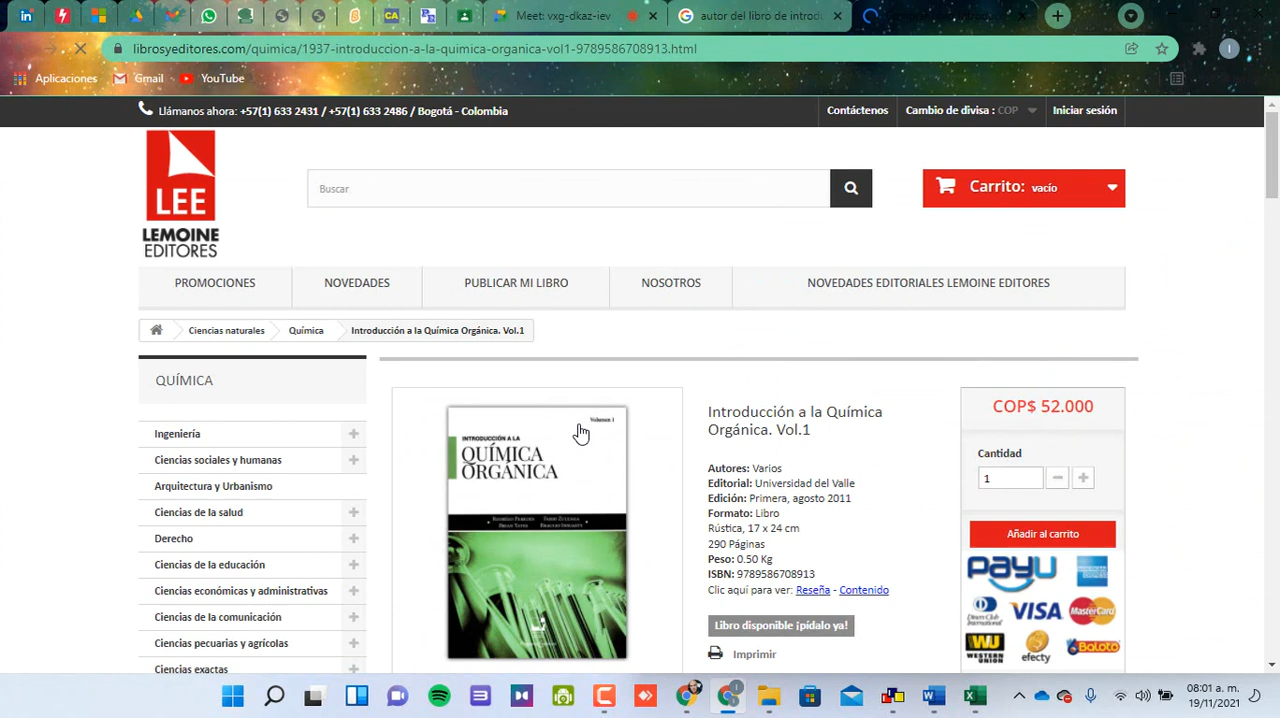 Meet: vxg-dkaz-iev
autor del libro de introdu
librosyeditores.com/quimica/1937-introduccion-a-la-quimica-organica-vol1-9789586708913.html
Aplicaciones Gmail YouTube
Llámanos ahora: +57(1) 633 2431 / +57(1) 633 2486 / Bogotá - Colombia
Contáctenos Cambio de divisa : COP Iniciar sesión
LEE
LEMOINE
EDITORES
Buscar
Carrito: vacío
PROMOCIONES NOVEDADES PUBLICAR MI LIBRO NOSOTROS NOVEDADES EDITORIALES LEMOINE EDITORES
Ciencias naturales Química Introducción a la Química Orgánica. Vol.1
QUÍMICA
Ingeniería
Ciencias sociales y humanas
Arquitectura y Urbanismo
Ciencias de la salud
Derecho
Ciencias de la educación
Ciencias económicas y administrativas
Ciencias de la comunicación
Ciencias pecuarias y agrícolas
Ciencias exactas
Volumen 1
INTRODUCCIÓN A LA
QUÍMICA
ORGÁNICA
Introducción a la Química
Orgánica. Vol.1
Autores: Varios
Editorial: Universidad del Valle
Edición: Primera, agosto 2011
Formato: Libro
Rústica, 17 x 24 cm
290 Páginas
Peso: 0.50 Kg
ISBN: 9789586708913
Clic aquí para ver: Reseña - Contenido
Libro disponible ¡pídalo ya!
Imprimir
COP$ 52.000
Cantidad
1
Añadir al carrito
PayU
VISA
MasterCard
WU
WESTERN
UNION
efecty
Baloto
08:01 a. m.
19/11/2021